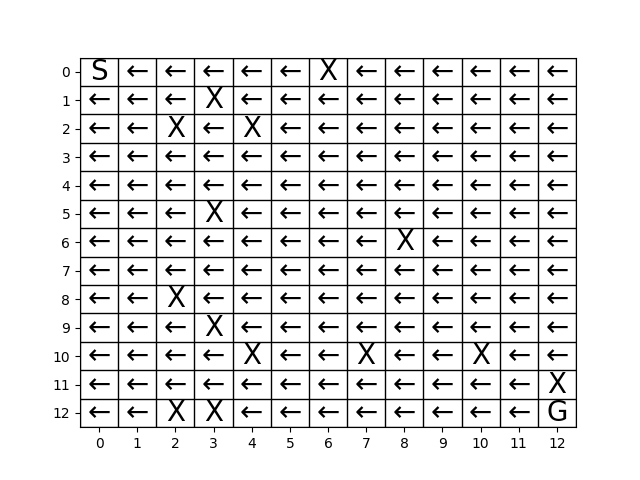 0 S ← ← ← ← ← X ← ← ← ← ← ←
1 ← ← ← X ← ← ← ← ← ← ← ← ←
2 ← ← X ← X ← ← ← ← ← ← ← ←
3 ← ← ← ← ← ← ← ← ← ← ← ← ←
4 ← ← ← ← ← ← ← ← ← ← ← ← ←
5 ← ← ← X ← ← ← ← ← ← ← ← ←
6 ← ← ← ← ← ← ← ← X ← ← ← ←
7 ← ← ← ← ← ← ← ← ← ← ← ← ←
8 ← ← X ← ← ← ← ← ← ← ← ← ←
9 ← ← ← X ← ← ← ← ← ← ← ← ←
10 ← ← ← ← X ← ← X ← ← X ← ←
11 ← ← ← ← ← ← ← ← ← ← ← ← X
12 ← ← X X ← ← ← ← ← ← ← ← G
0 1 2 3 4 5 6 7 8 9 10 11 12